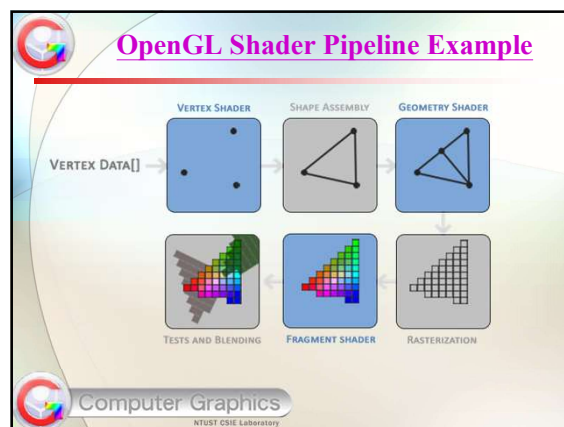 OpenGL Shader Pipeline Example
VERTEX SHADER
SHAPE ASSEMBLY
GEOMETRY SHADER
VERTEX DATA[]
TESTS AND BLENDING
FRAGMENT SHADER
RASTERIZATION
Computer Graphics
NTUST CSIE Laboratory